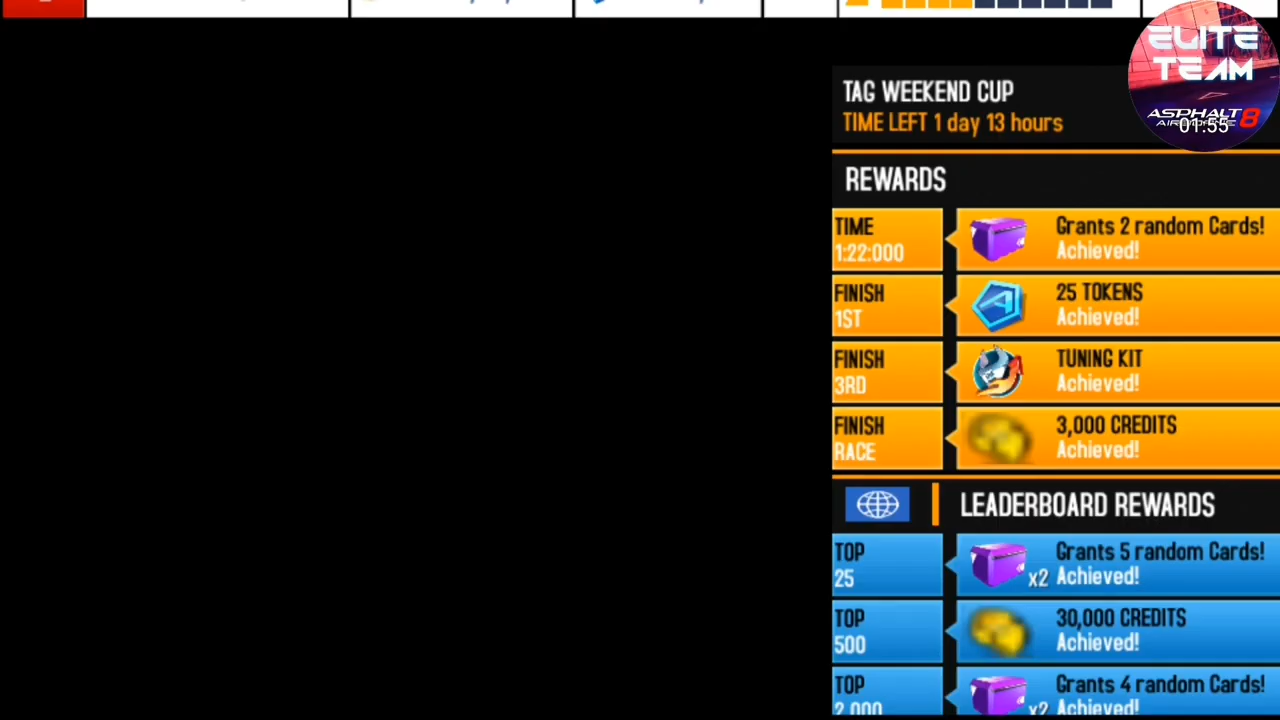 ELITE
TEAM
ASPHALT 8
AIRBORNE
01:55
TAG WEEKEND CUP
TIME LEFT 1 day 13 hours
REWARDS
TIME
1:22:000
Grants 2 random Cards!
Achieved!
FINISH
1ST
25 TOKENS
Achieved!
FINISH
3RD
TUNING KIT
Achieved!
FINISH
RACE
3,000 CREDITS
Achieved!
LEADERBOARD REWARDS
TOP
25
x2
Grants 5 random Cards!
Achieved!
TOP
500
30,000 CREDITS
Achieved!
TOP
2,000
x2
Grants 4 random Cards!
Achieved!